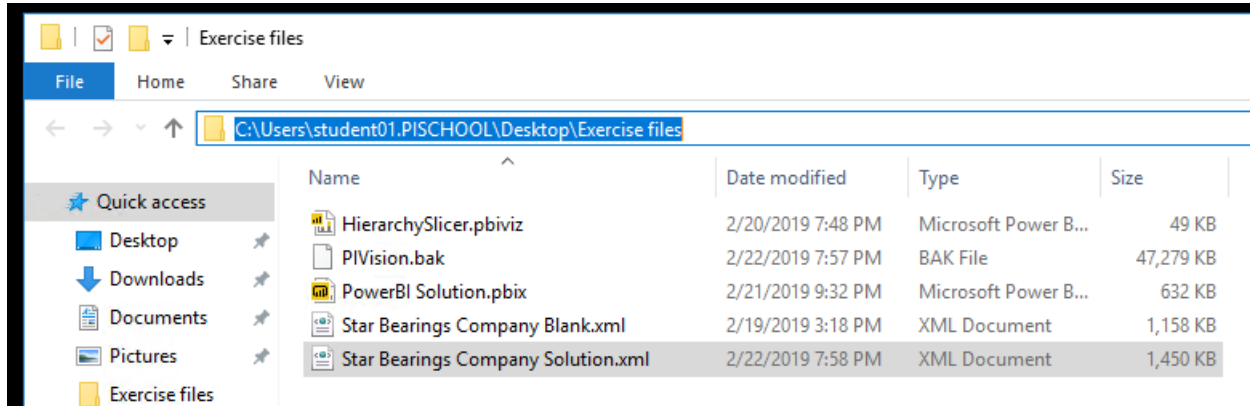 Exercise files
File Home Share View
C:\Users\student01.PISCHOOL\Desktop\Exercise files
Name Date modified Type Size
Quick access
Desktop
Downloads
Documents
Pictures
Exercise files
HierarchySlicer.pbiviz 2/20/2019 7:48 PM Microsoft Power B... 49 KB
PIVision.bak 2/22/2019 7:57 PM BAK File 47,279 KB
PowerBI Solution.pbix 2/21/2019 9:32 PM Microsoft Power B... 632 KB
Star Bearings Company Blank.xml 2/19/2019 3:18 PM XML Document 1,158 KB
Star Bearings Company Solution.xml 2/22/2019 7:58 PM XML Document 1,450 KB